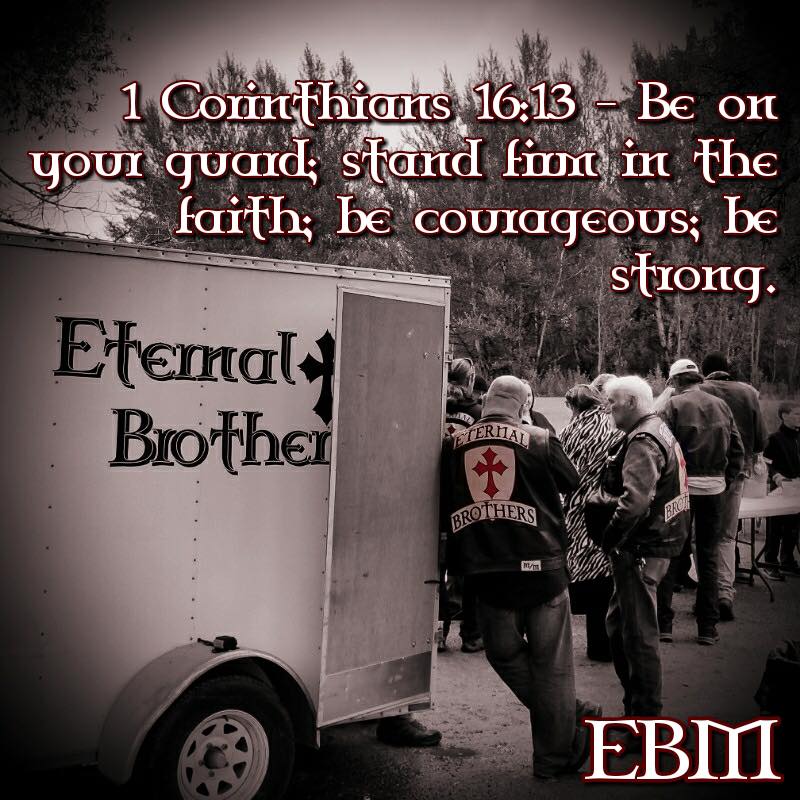 1 Corinthians 16:13 - Be on
your guard; stand firm in the
faith; be courageous; be
strong.
Eternal
Brother
ETERNAL
BROTHERS
m/m
EBM